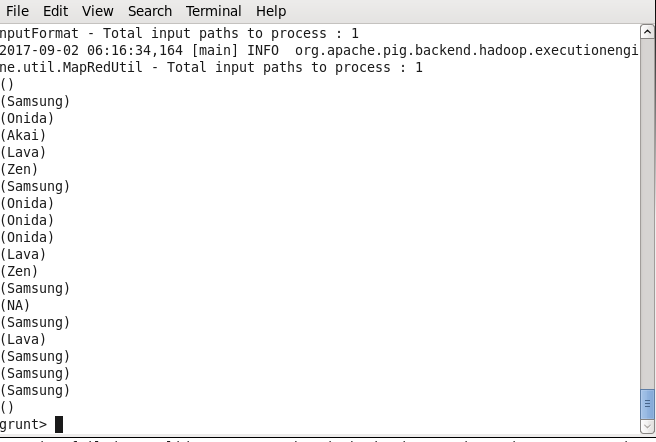 File Edit View Search Terminal Help
nputFormat - Total input paths to process : 1
2017-09-02 06:16:34,164 [main] INFO  org.apache.pig.backend.hadoop.executionengi
ne.util.MapRedUtil - Total input paths to process : 1
()
(Samsung)
(Onida)
(Akai)
(Lava)
(Zen)
(Samsung)
(Onida)
(Onida)
(Onida)
(Lava)
(Zen)
(Samsung)
(NA)
(Samsung)
(Lava)
(Samsung)
(Samsung)
(Samsung)
()
grunt>